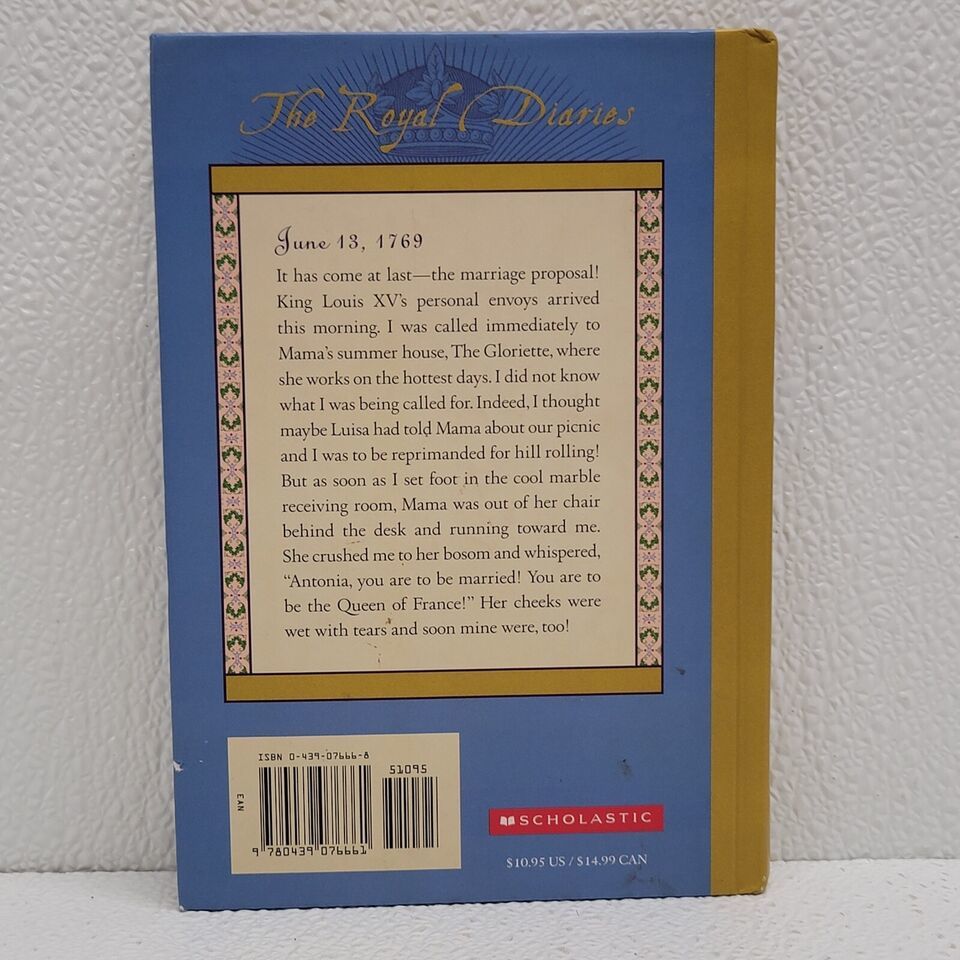 The Royal Diaries
June 13, 1769
It has come at last—the marriage proposal!
King Louis XV's personal envoys arrived
this morning. I was called immediately to
Mama's summer house, The Gloriette, where
she works on the hottest days. I did not know
what I was being called for. Indeed, I thought
maybe Luisa had told Mama about our picnic
and I was to be reprimanded for hill rolling!
But as soon as I set foot in the cool marble
receiving room, Mama was out of her chair
behind the desk and running toward me.
She crushed me to her bosom and whispered,
“Antonia, you are to be married! You are to
be the Queen of France!” Her cheeks were
wet with tears and soon mine were, too!
ISBN 0-439-07666-8
51095
EAN
9 780439 076661
SCHOLASTIC
$10.95 US / $14.99 CAN